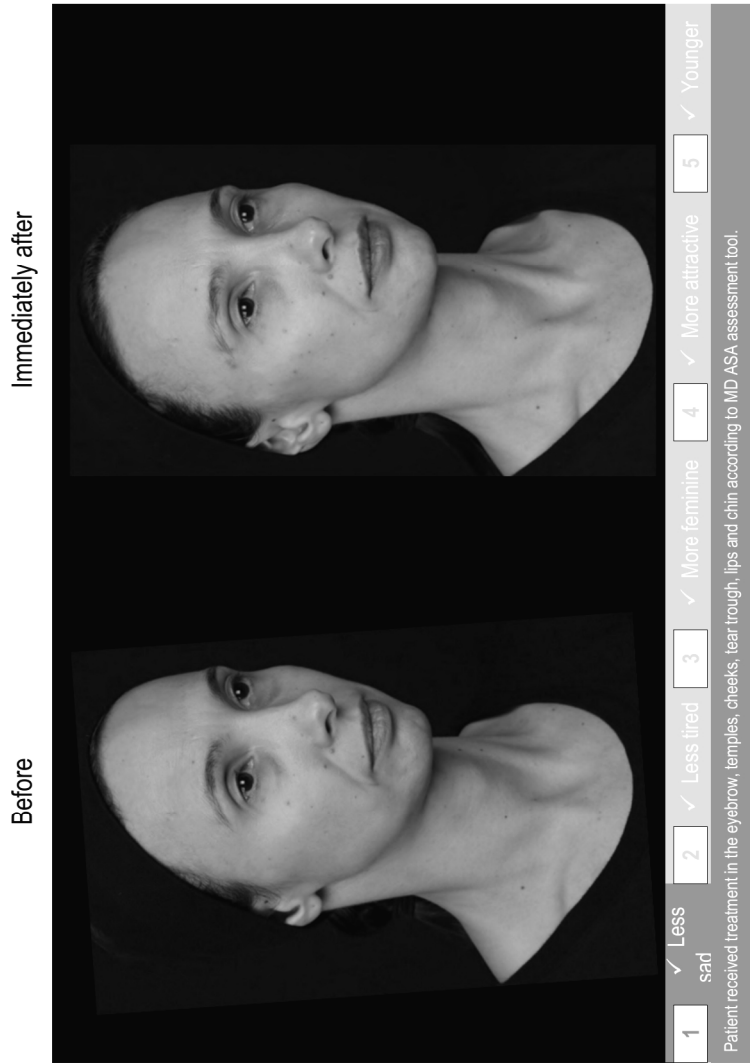 Before
Immediately after
1
✓ Less
sad
2
✓ Less tired
3
✓ More feminine
4
✓ More attractive
5
✓ Younger
Patient received treatment in the eyebrow, temples, cheeks, tear trough, lips and chin according to MD ASA assessment tool.